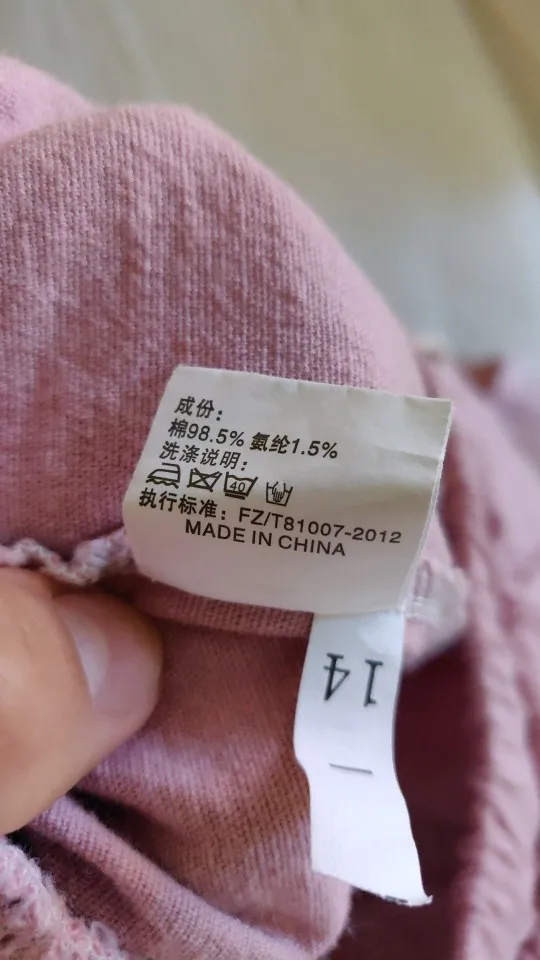 成份：
棉98.5% 氨纶1.5%
洗涤说明：
40
执行标准：FZ/T81007-2012
MADE IN CHINA
14